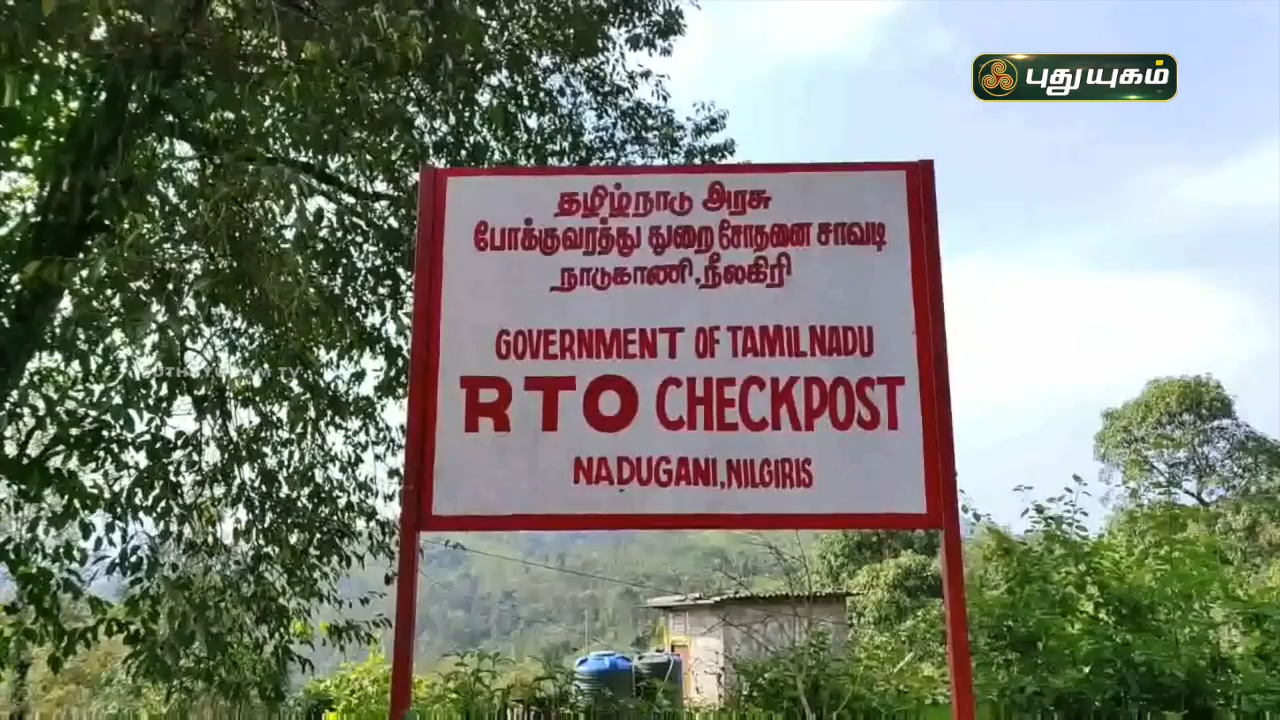 புதுயுகம்
தமிழ்நாடு அரசு
போக்குவரத்து துறை சோதனை சாவடி
நாடுகாணி,நீலகிரி
GOVERNMENT OF TAMILNADU
RTO CHECKPOST
NADUGANI,NILGIRIS